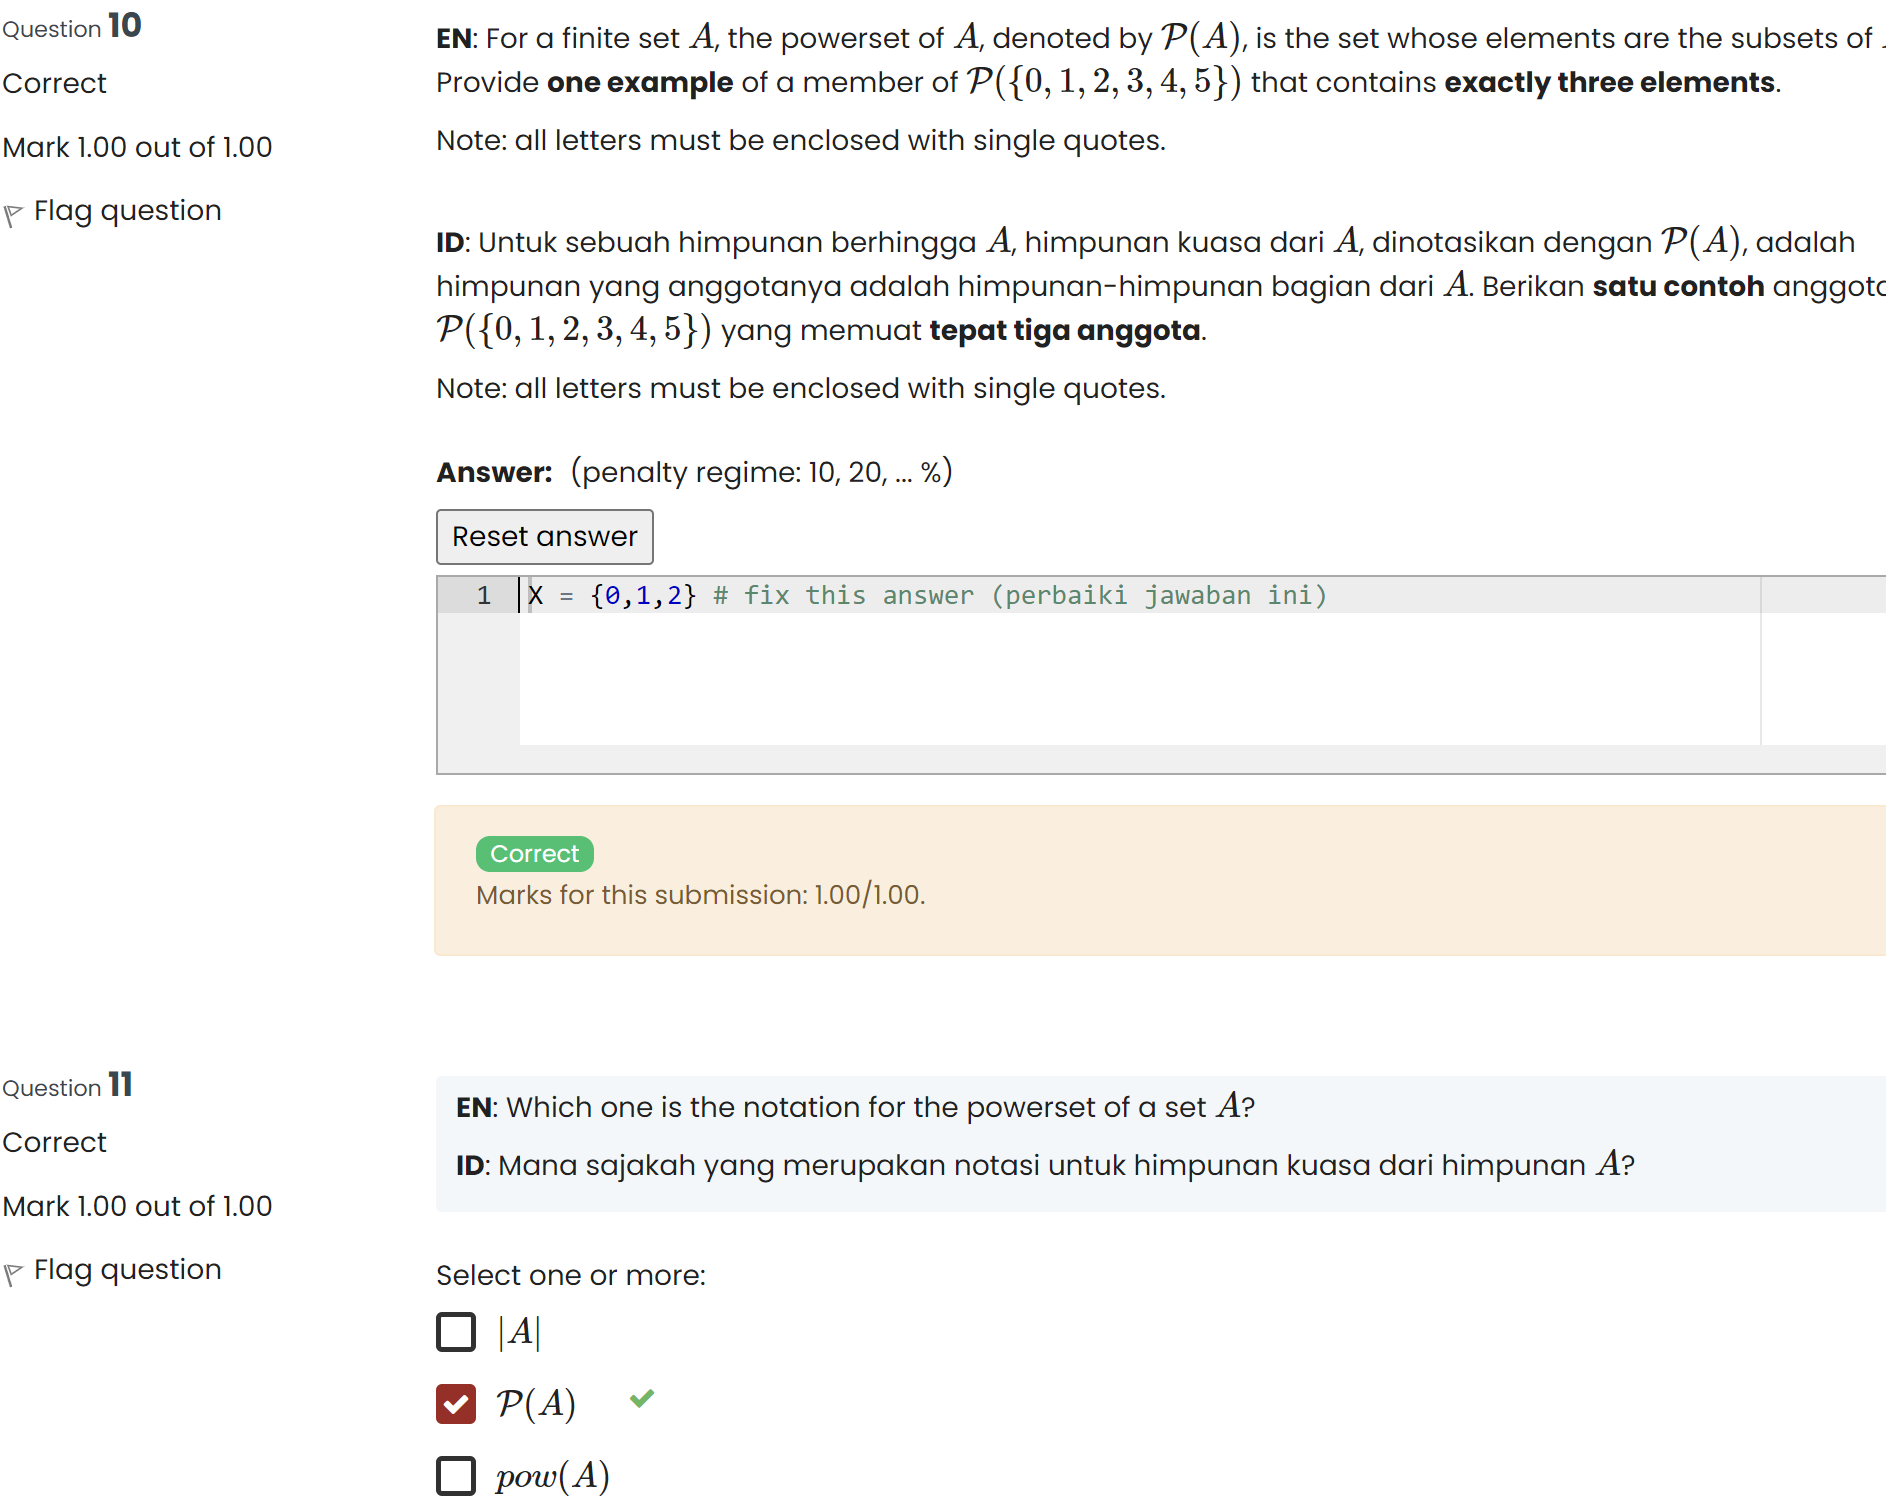 Question 10
Correct
Mark 1.00 out of 1.00
Flag question
EN: For a finite set A, the powerset of A, denoted by 𝒫(A), is the set whose elements are the subsets of
Provide one example of a member of 𝒫({0, 1, 2, 3, 4, 5}) that contains exactly three elements.
Note: all letters must be enclosed with single quotes.
ID: Untuk sebuah himpunan berhingga A, himpunan kuasa dari A, dinotasikan dengan 𝒫(A), adalah
himpunan yang anggotanya adalah himpunan-himpunan bagian dari A. Berikan satu contoh
𝒫({0, 1, 2, 3, 4, 5}) yang memuat tepat tiga anggota.
Note: all letters must be enclosed with single quotes.
Answer: (penalty regime: 10, 20, ... %)
Reset answer
1 X = {0,1,2} # fix this answer (perbaiki jawaban ini)
Correct
Marks for this submission: 1.00/1.00.
Question 11
Correct
Mark 1.00 out of 1.00
Flag question
EN: Which one is the notation for the powerset of a set A?
ID: Mana sajakah yang merupakan notasi untuk himpunan kuasa dari himpunan A?
Select one or more:
|A|
𝒫(A)
pow(A)